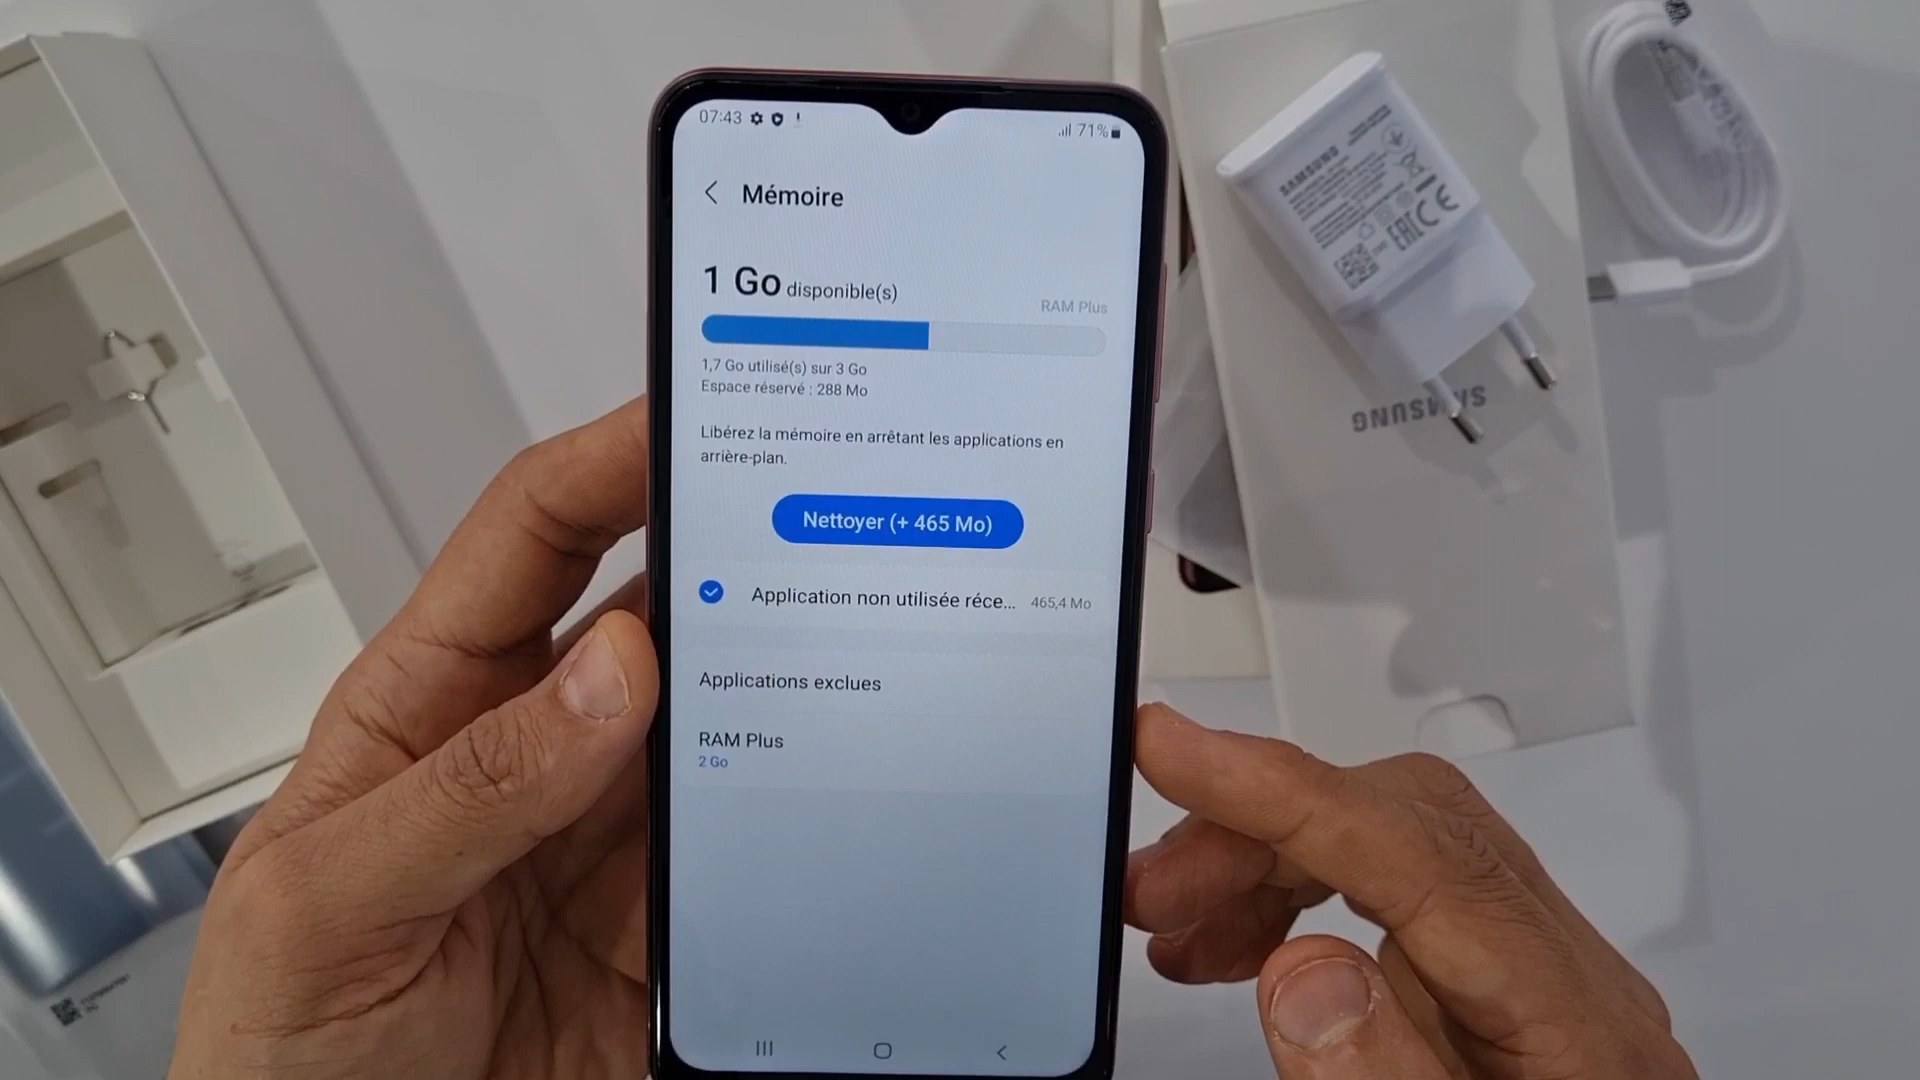 07:43
71%
Mémoire
1 Go disponible(s)
RAM Plus
1,7 Go utilisé(s) sur 3 Go
Espace réservé : 288 Mo
Libérez la mémoire en arrêtant les applications en
arrière-plan.
Nettoyer (+ 465 Mo)
Application non utilisée réce... 465,4 Mo
Applications exclues
RAM Plus
2 Go
SAMSUNG
EAC CE
SAMSUNG